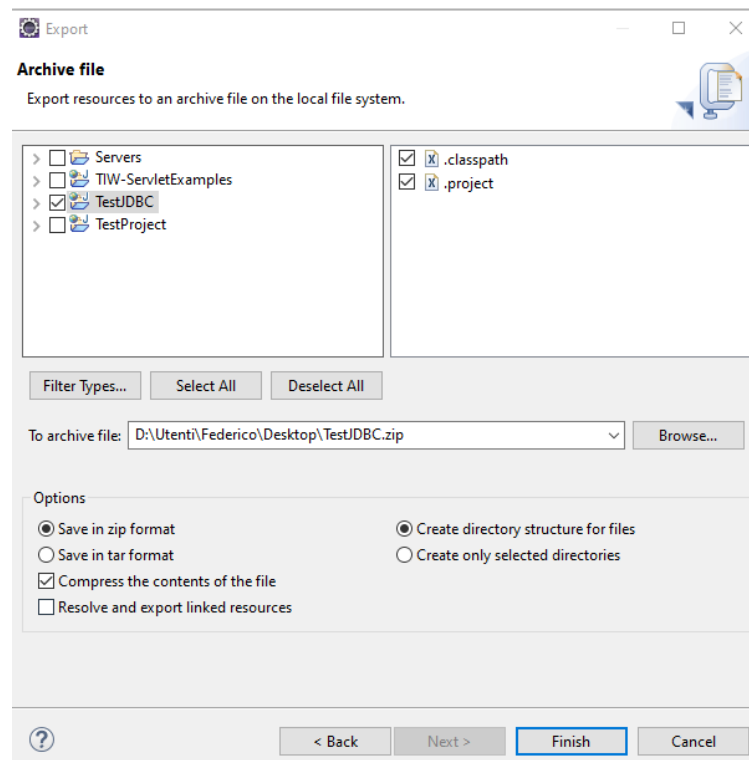 Export
Archive file
Export resources to an archive file on the local file system.
Servers
TIW-ServletExamples
TestJDBC
TestProject
.classpath
.project
Filter Types...
Select All
Deselect All
To archive file:
D:\Utenti\Federico\Desktop\TestJDBC.zip
Browse...
Options
Save in zip format
Create directory structure for files
Save in tar format
Create only selected directories
Compress the contents of the file
Resolve and export linked resources
?
< Back
Next >
Finish
Cancel